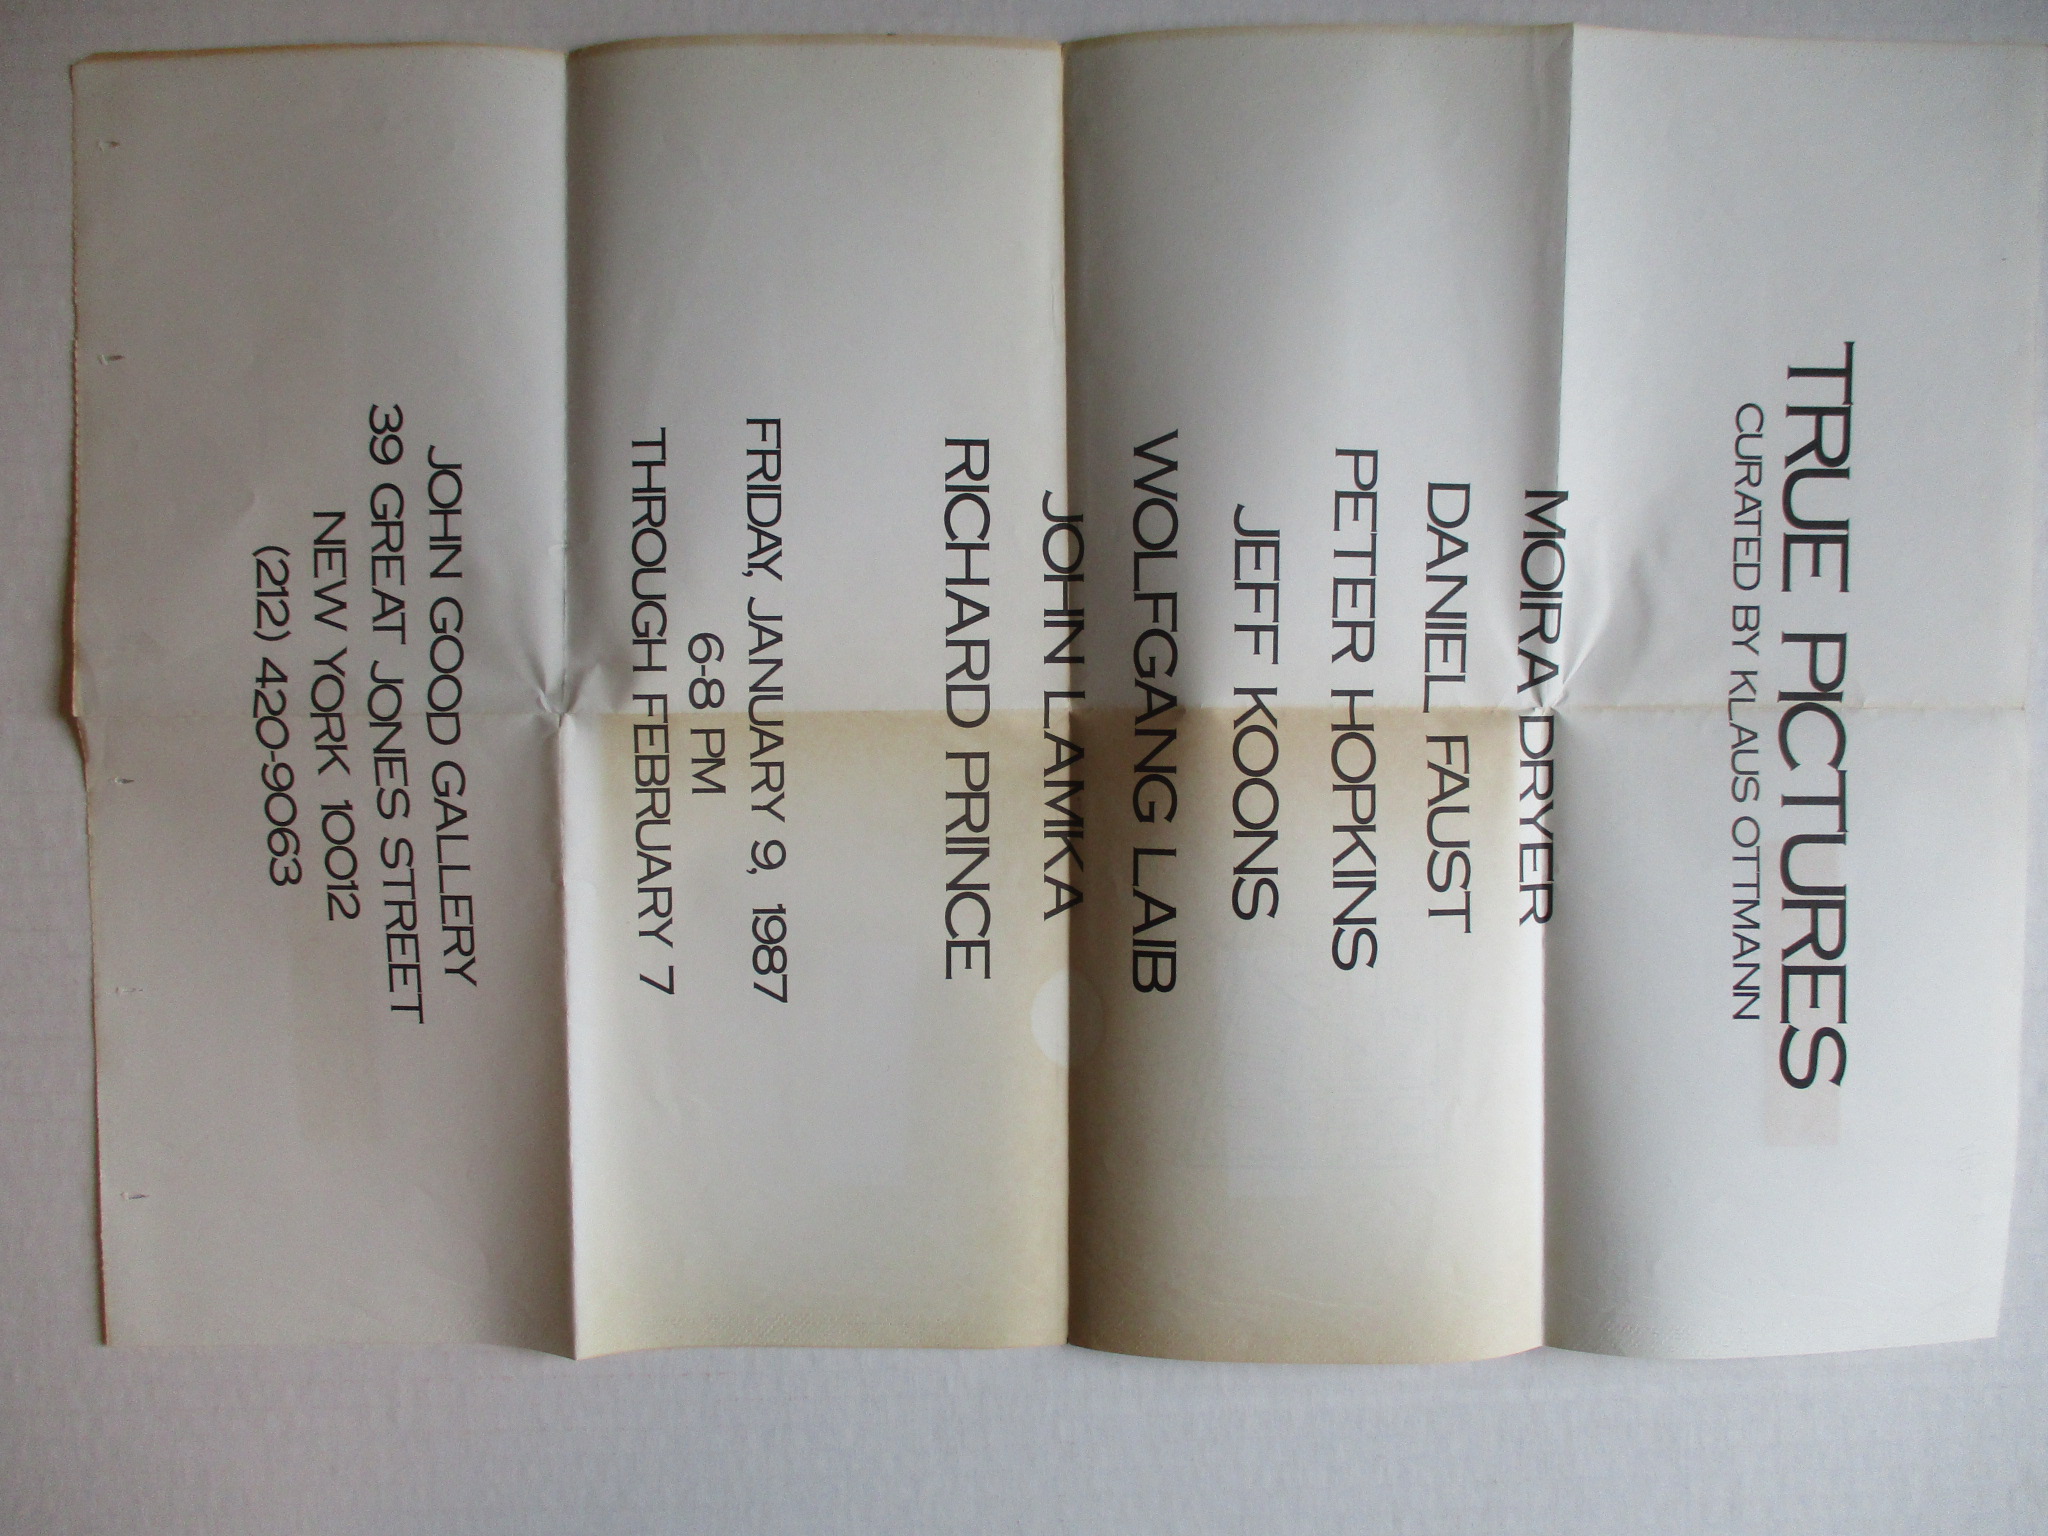 TRUE PICTURES
CURATED BY KLAUS OTTMANN
MOIRA DRYER
DANIEL FAUST
PETER HOPKINS
JEFF KOONS
WOLFGANG LAIB
JOHN LAMKA
RICHARD PRINCE
FRIDAY, JANUARY 9, 1987
6-8 PM
THROUGH FEBRUARY 7
JOHN GOOD GALLERY
39 GREAT JONES STREET
NEW YORK 10012
(212) 420-9063